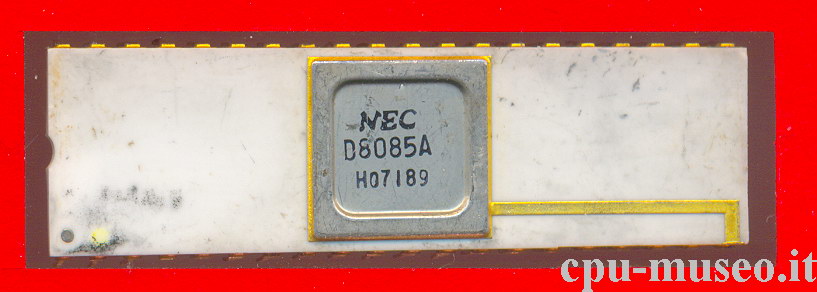 NEC
D8085A
H07189
cpu-museo.it